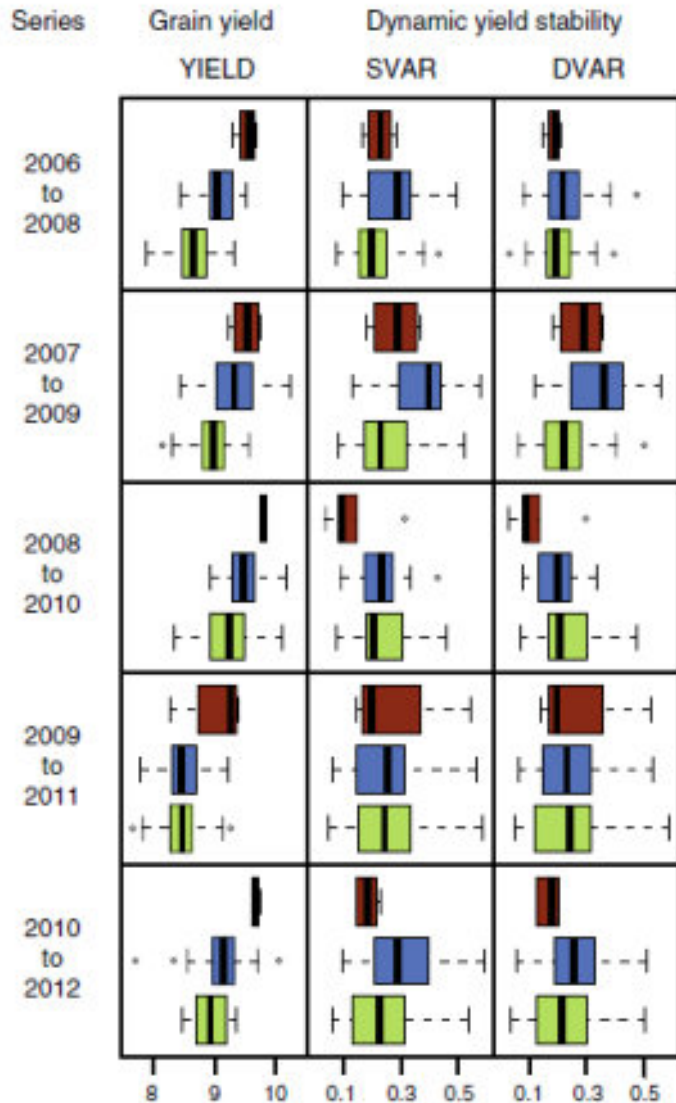 Series Grain yield Dynamic yield stability
YIELD SVAR DVAR
2006
to
2008
2007
to
2009
2008
to
2010
2009
to
2011
2010
to
2012
8 9 10 0.1 0.3 0.5 0.1 0.3 0.5